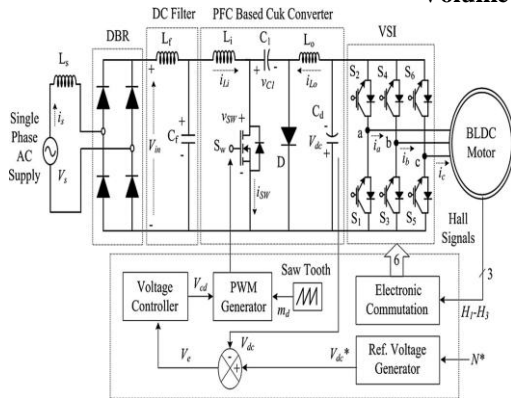 Volume
DC Filter
PFC Based Cuk Converter
VSI
DBR
Ls
Lf
Li
C1
Lo
iLi
vC1
iLo
S2
S4
S6
is
Single
Phase
AC
Supply
Vs
Vin
Cf
vSW
Sw
iSW
D
Cd
Vdc
a
b
c
ia
ib
ic
BLDC
Motor
S1
S3
S5
Hall
Signals
6
3
Voltage
Controller
Vcd
PWM
Generator
Saw Tooth
md
Electronic
Commutation
H1-H3
Ve
Vdc
Vdc*
Ref. Voltage
Generator
N*